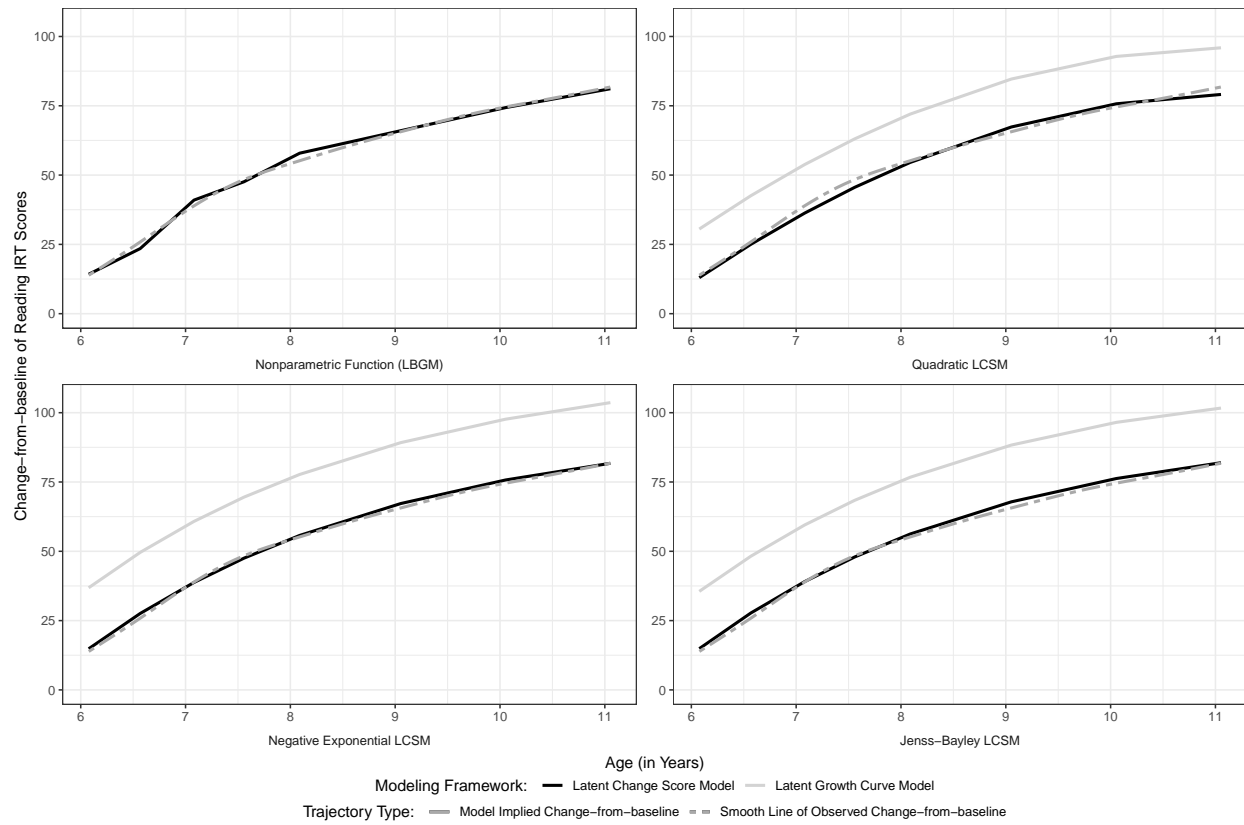 Change−from−baseline of Reading IRT Scores
100
75
50
25
0
6 7 8 9 10 11
Nonparametric Function (LBGM)
100
75
50
25
0
6 7 8 9 10 11
Quadratic LCSM
100
75
50
25
0
6 7 8 9 10 11
Negative Exponential LCSM
100
75
50
25
0
6 7 8 9 10 11
Jenss−Bayley LCSM
Age (in Years)
Modeling Framework: Latent Change Score Model Latent Growth Curve Model
Trajectory Type: Model Implied Change−from−baseline Smooth Line of Observed Change−from−baseline